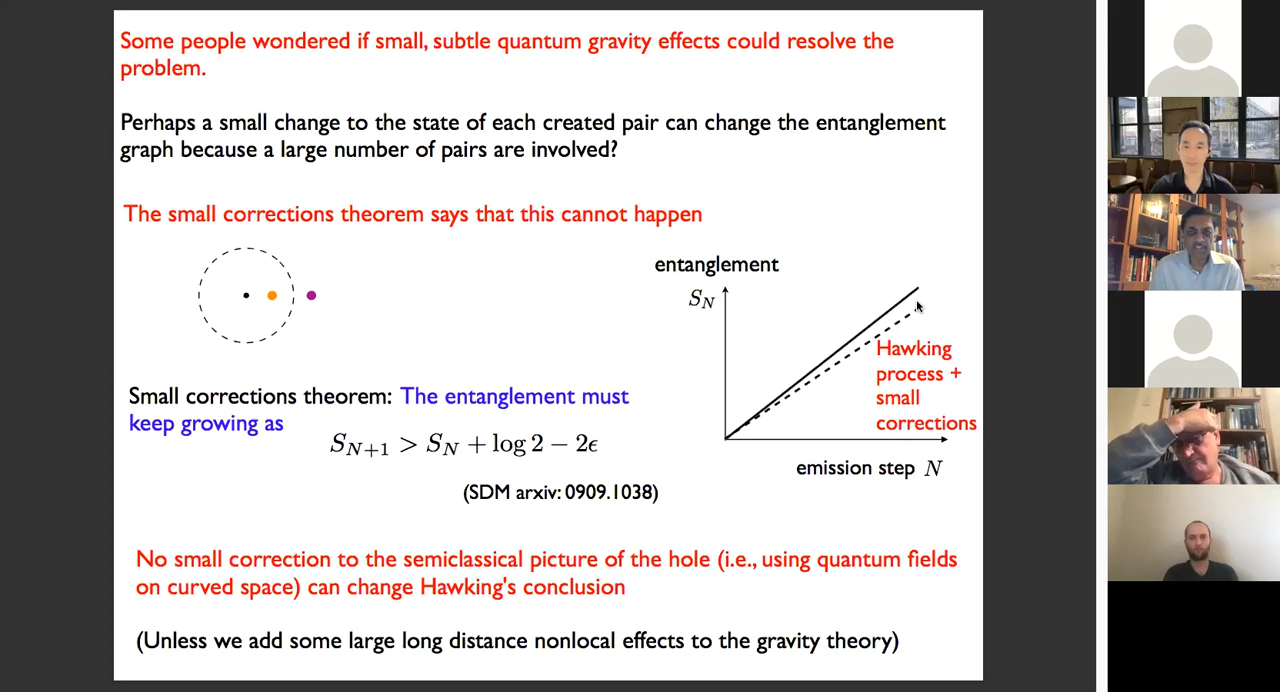 Some people wondered if small, subtle quantum gravity effects could resolve the
problem.
Perhaps a small change to the state of each created pair can change the entanglement
graph because a large number of pairs are involved?
The small corrections theorem says that this cannot happen
entanglement
S_N
Hawking
process +
small
corrections
emission step N
Small corrections theorem: The entanglement must
keep growing as
S_{N+1} > S_N + log 2 − 2ϵ
(SDM arxiv: 0909.1038)
No small correction to the semiclassical picture of the hole (i.e., using quantum fields
on curved space) can change Hawking's conclusion
(Unless we add some large long distance nonlocal effects to the gravity theory)